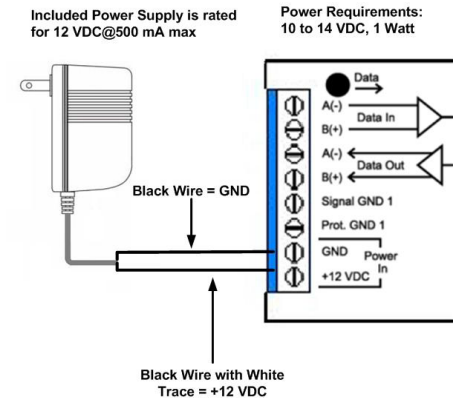 Included Power Supply is rated
for 12 VDC@500 mA max
Power Requirements:
10 to 14 VDC, 1 Watt
Data
A(-)
Data In
B(+)
A(-)
Data Out
B(+)
Signal GND 1
Prot. GND 1
GND
Power
In
+12 VDC
Black Wire = GND
Black Wire with White
Trace = +12 VDC